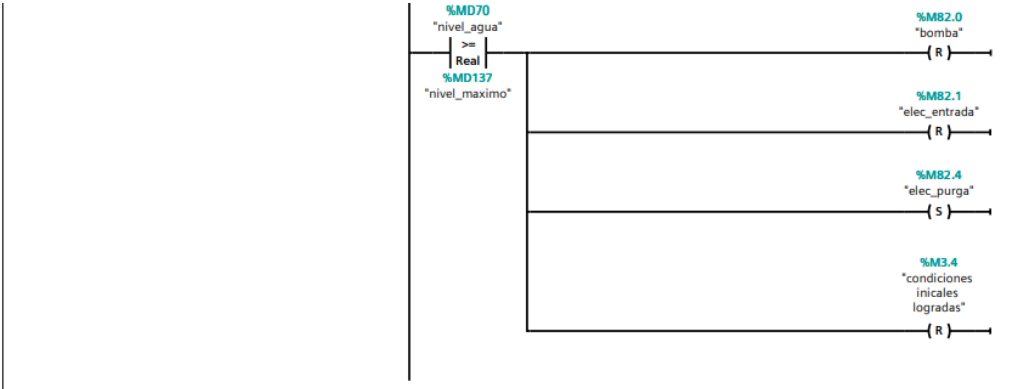 %MD70
"nivel_agua"
>=
Real
%MD137
"nivel_maximo"
%M82.0
"bomba"
R
%M82.1
"elec_entrada"
R
%M82.4
"elec_purga"
S
%M3.4
"condiciones
inicales
logradas"
R